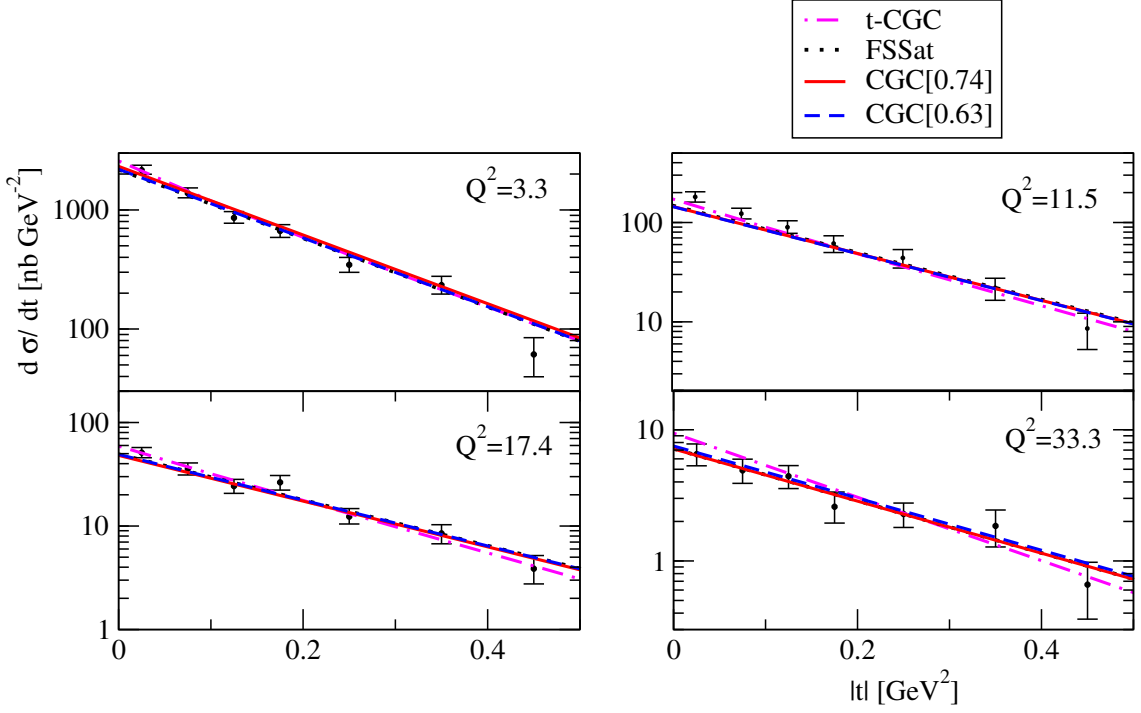 t-CGC
FSSat
CGC[0.74]
CGC[0.63]
d σ/ dt [nb GeV⁻²]
1000
100
Q²=3.3
100
10
Q²=11.5
100
10
1
Q²=17.4
0
0.2
0.4
10
1
Q²=33.3
0
0.2
0.4
|t| [GeV²]